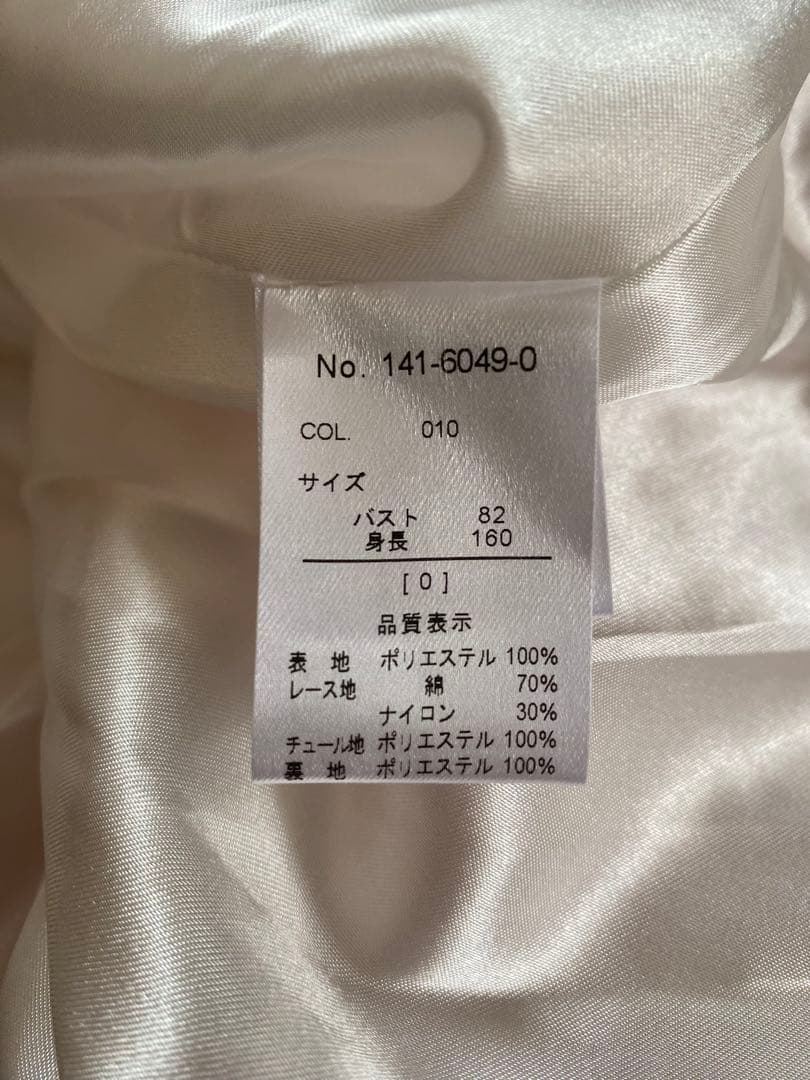 No. 141-6049-0
COL. 010
サイズ
バスト 82
身長 160
[ 0 ]
品質表示
表 地 ポリエステル 100%
レース地 綿 70%
ナイロン 30%
チュール地 ポリエステル 100%
裏 地 ポリエステル 100%